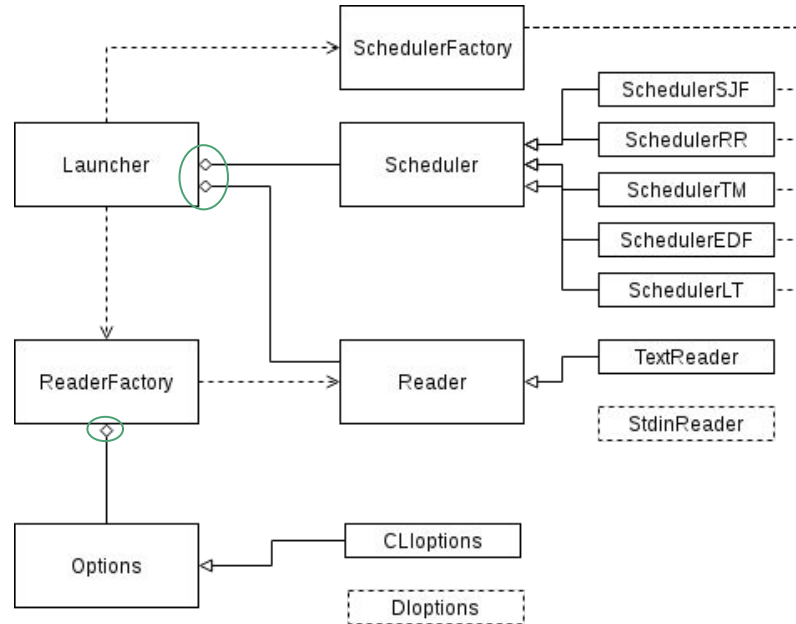 SchedulerFactory
SchedulerSJF
Launcher
Scheduler
SchedulerRR
SchedulerTM
SchedulerEDF
SchedulerLT
ReaderFactory
Reader
TextReader
StdinReader
Options
CLIoptions
DIoptions